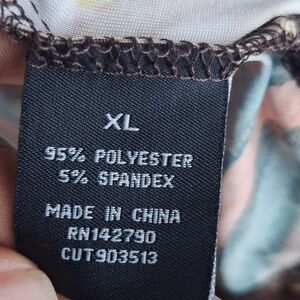 XL
95% POLYESTER
5% SPANDEX
MADE IN CHINA
RN142790
CUT903513